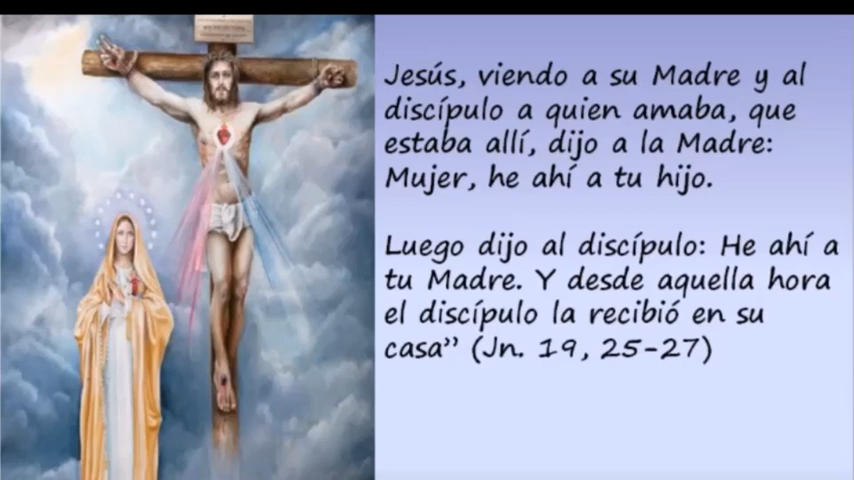 Jesús, viendo a su Madre y al
discípulo a quien amaba, que
estaba allí, dijo a la Madre:
Mujer, he ahí a tu hijo.
Luego dijo al discípulo: He ahí a
tu Madre. Y desde aquella hora
el discípulo la recibió en su
casa” (Jn. 19, 25-27)